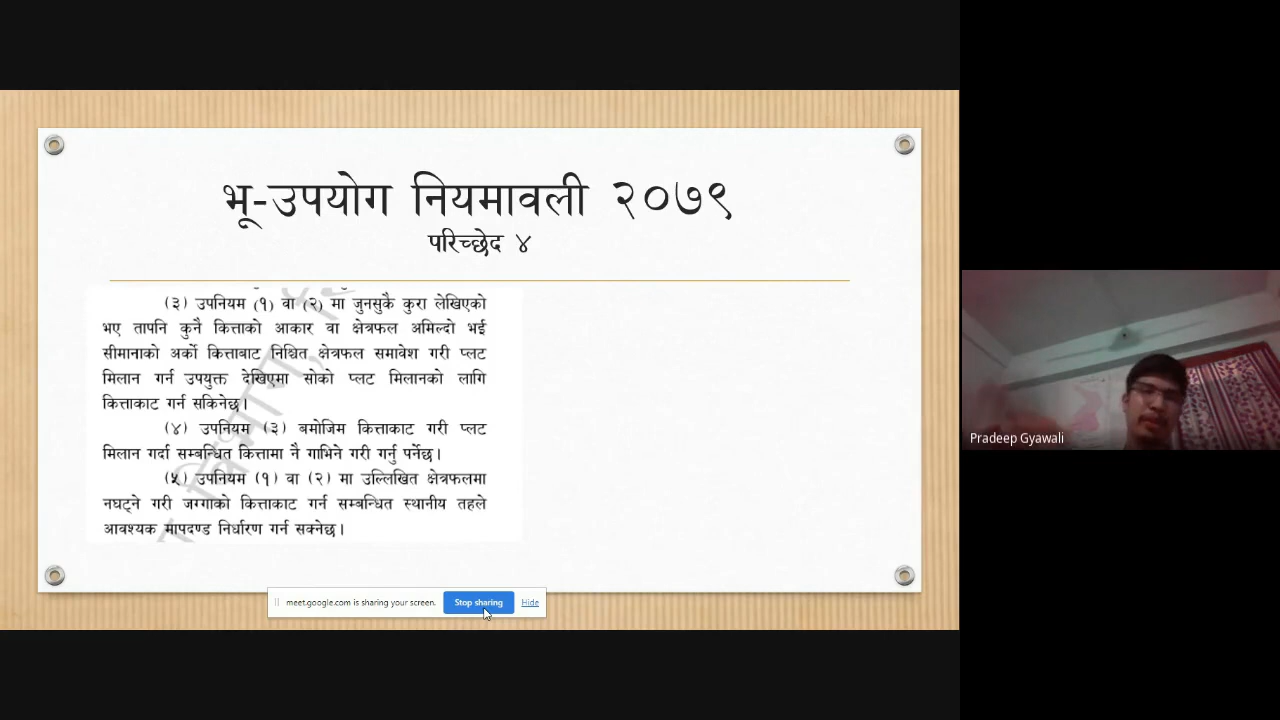 भू-उपयोग नियमावली २०७९
परिच्छेद ४
(३) उपनियम (१) वा (२) मा जुनसुकै कुरा लेखिएको
भए तापनि कुनै कित्ताको आकार वा क्षेत्रफल अमिल्दो भई
सीमानाको अर्को कित्ताबाट निश्चित क्षेत्रफल समावेश गरी प्लट
मिलान गर्न उपयुक्त देखिएमा सोको प्लट मिलानको लागि
कित्ताकाट गर्न सकिनेछ।
(४) उपनियम (३) बमोजिम कित्ताकाट गरी प्लट
मिलान गर्दा सम्बन्धित कित्तामा नै गाभिने गरी गर्नु पर्नेछ।
(५) उपनियम (१) वा (२) मा उल्लिखित क्षेत्रफलमा
नघट्ने गरी जग्गाको कित्ताकाट गर्न सम्बन्धित स्थानीय तहले
आवश्यक मापदण्ड निर्धारण गर्न सक्नेछ।
meet.google.com is sharing your screen.
Stop sharing
Hide
Pradeep Gyawali